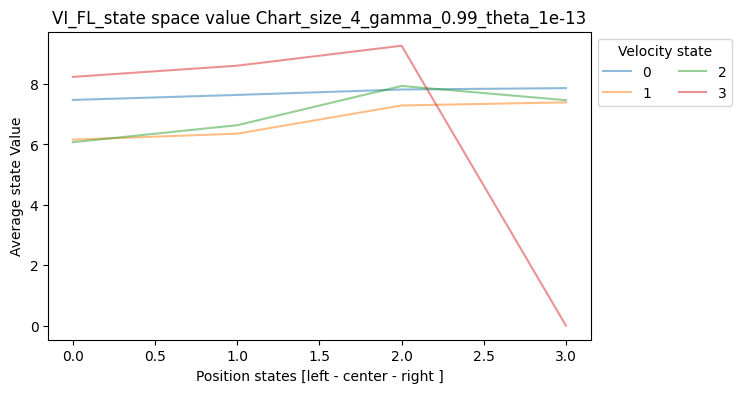 VI_FL_state space value Chart_size_4_gamma_0.99_theta_1e-13
Velocity state
0 2
1 3
Average state Value
8
6
4
2
0
0.0 0.5 1.0 1.5 2.0 2.5 3.0
Position states [left - center - right ]